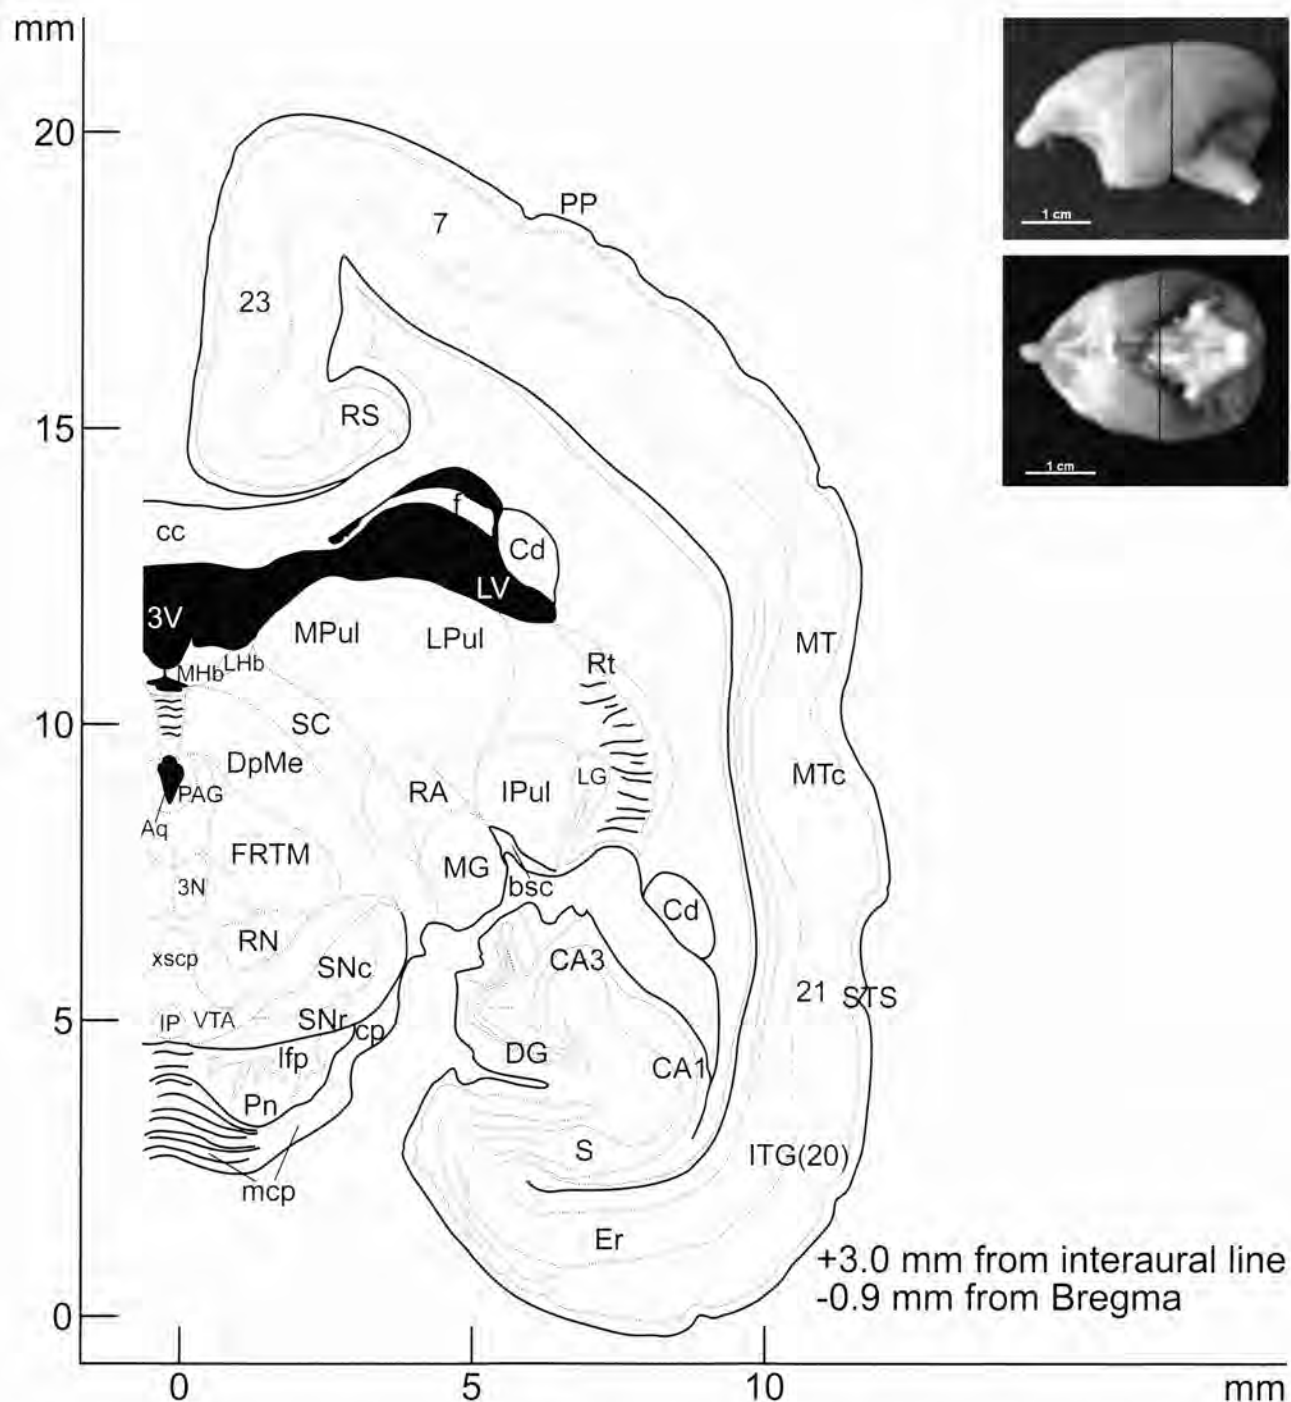 mm
20
15
10
5
0
0
5
10
mm
1 cm
1 cm
PP
7
23
RS
cc
f
Cd
LV
3V
MPul
LPul
MT
Rt
MHb
LHb
SC
DpMe
PAG
RA
IPul
LG
MTc
Aq
FRTM
3N
MG
bsc
Cd
RN
xscp
SNc
CA3
21
STS
IP
VTA
SNr
cp
lfp
DG
CA1
Pn
mcp
S
ITG(20)
Er
+3.0 mm from interaural line
-0.9 mm from Bregma